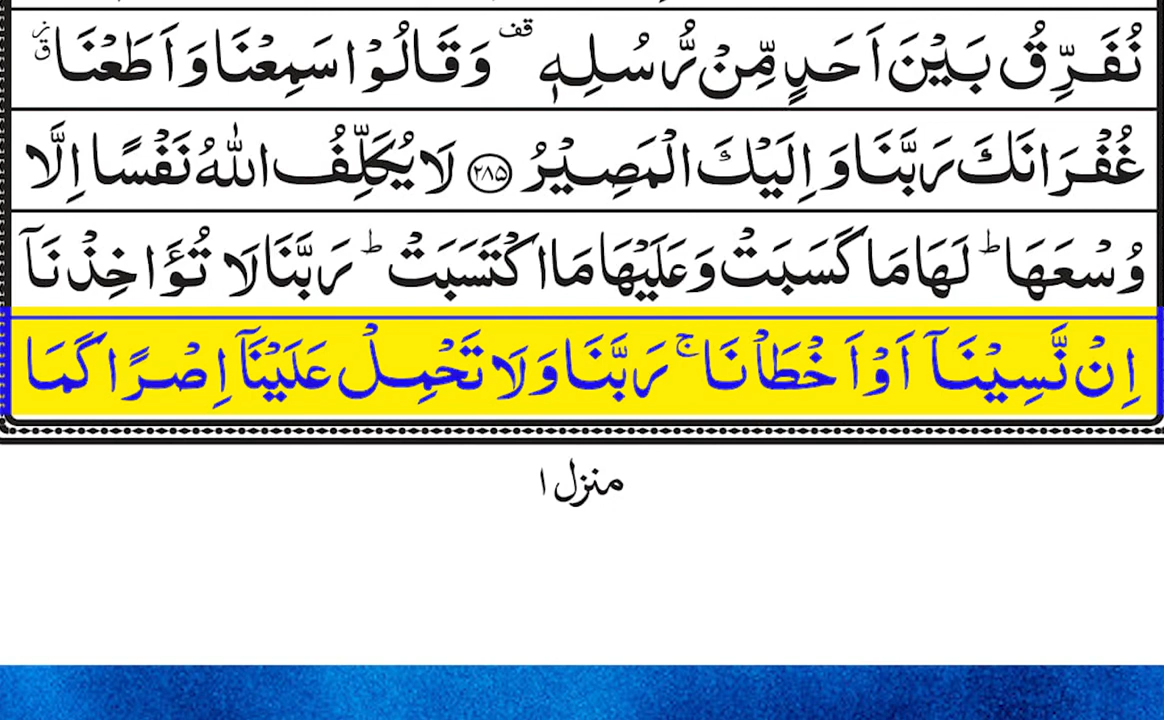 نُفَرِّقُ بَيْنَ اَحَدٍ مِّنْ رُّسُلِهٖ ۫ قف وَقَالُوْا سَمِعْنَا وَاَطَعْنَا ۗ ز ق
غُفْرَانَكَ رَبَّنَا وَاِلَيْكَ الْمَصِيْرُ ﴿۲۸۵﴾ لَا يُكَلِّفُ اللّٰهُ نَفْسًا اِلَّا
وُسْعَهَا ؕ لَهَا مَا كَسَبَتْ وَعَلَيْهَا مَا اكْتَسَبَتْ ؕ رَبَّنَا لَا تُؤَاخِذْنَاۤ
اِنْ نَّسِيْنَاۤ اَوْ اَخْطَاْنَا ۚ رَبَّنَا وَلَا تَحْمِلْ عَلَيْنَاۤ اِصْرًا كَمَا
منزل ۱